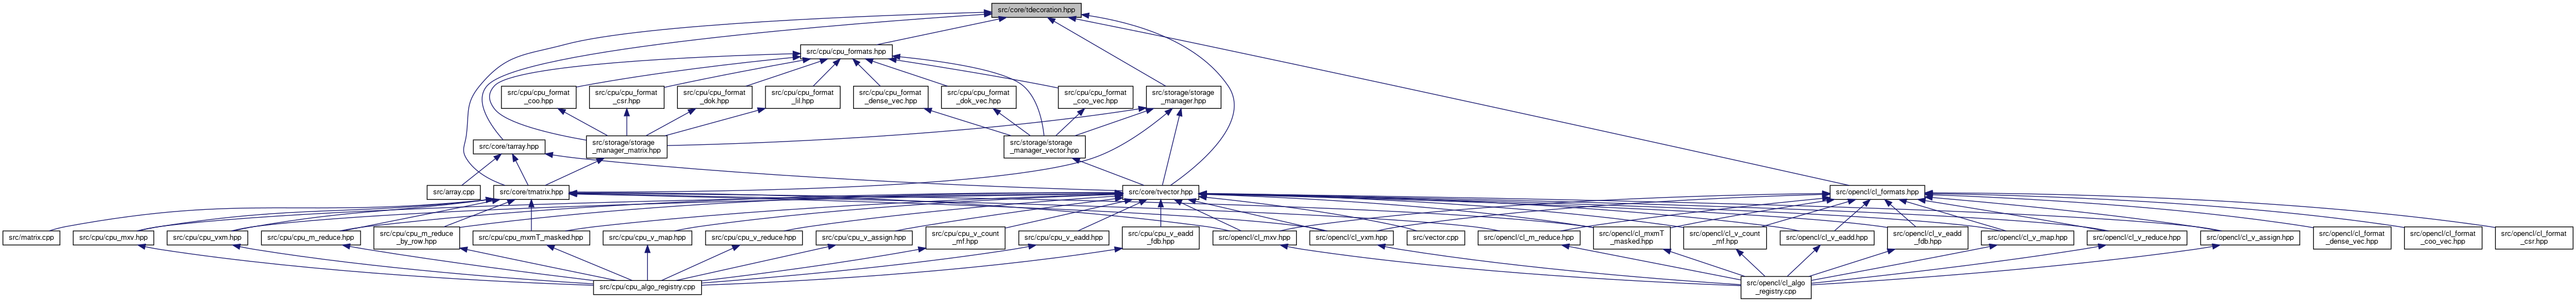 src/core/tdecoration.hpp
src/cpu/cpu_formats.hpp
src/cpu/cpu_format
_coo.hpp
src/cpu/cpu_format
_csr.hpp
src/cpu/cpu_format
_dok.hpp
src/cpu/cpu_format
_lil.hpp
src/cpu/cpu_format
_dense_vec.hpp
src/cpu/cpu_format
_dok_vec.hpp
src/cpu/cpu_format
_coo_vec.hpp
src/storage/storage
_manager.hpp
src/core/tarray.hpp
src/storage/storage
_manager_matrix.hpp
src/storage/storage
_manager_vector.hpp
src/array.cpp
src/core/tmatrix.hpp
src/core/tvector.hpp
src/opencl/cl_formats.hpp
src/matrix.cpp
src/cpu/cpu_mxv.hpp
src/cpu/cpu_vxm.hpp
src/cpu/cpu_m_reduce.hpp
src/cpu/cpu_m_reduce
_by_row.hpp
src/cpu/cpu_mxmT_masked.hpp
src/cpu/cpu_v_map.hpp
src/cpu/cpu_v_reduce.hpp
src/cpu/cpu_v_assign.hpp
src/cpu/cpu_v_count
_mf.hpp
src/cpu/cpu_v_eadd.hpp
src/cpu/cpu_v_eadd
_fdb.hpp
src/opencl/cl_mxv.hpp
src/opencl/cl_vxm.hpp
src/vector.cpp
src/opencl/cl_m_reduce.hpp
src/opencl/cl_mxmT
_masked.hpp
src/opencl/cl_v_count
_mf.hpp
src/opencl/cl_v_eadd.hpp
src/opencl/cl_v_eadd
_fdb.hpp
src/opencl/cl_v_map.hpp
src/opencl/cl_v_reduce.hpp
src/opencl/cl_v_assign.hpp
src/opencl/cl_format
_dense_vec.hpp
src/opencl/cl_format
_coo_vec.hpp
src/opencl/cl_format
_csr.hpp
src/cpu/cpu_algo_registry.cpp
src/opencl/cl_algo
_registry.cpp